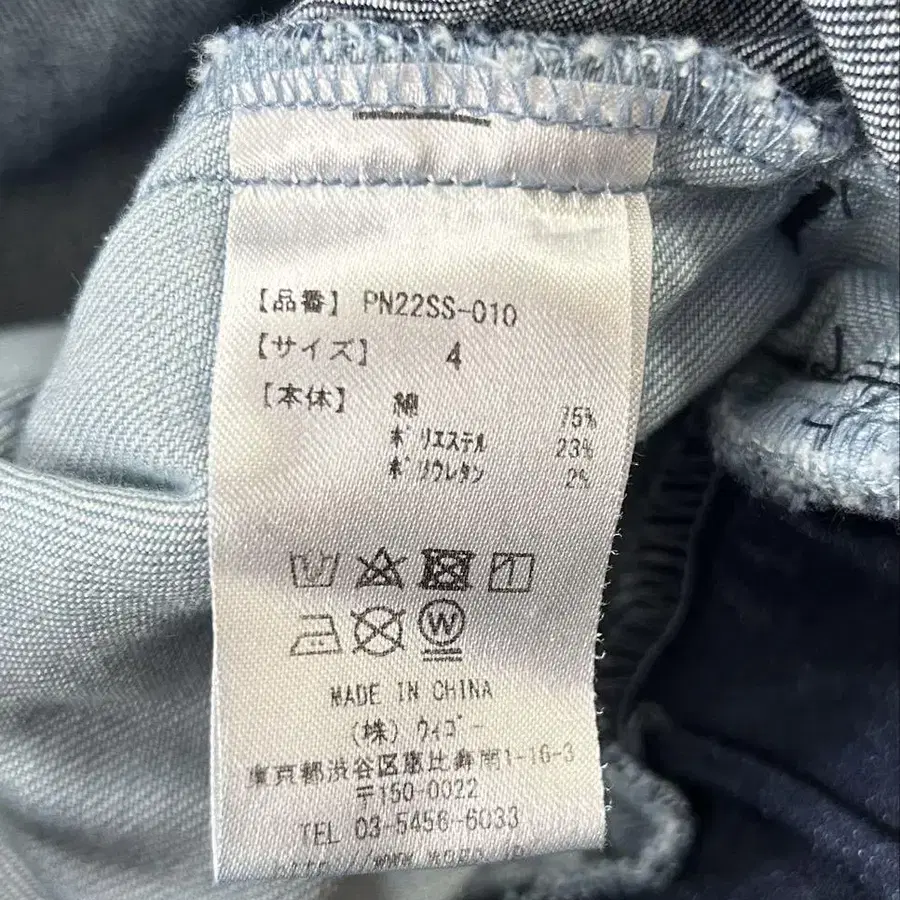 【品番】 PN22SS-010
【サイズ】 4
【本体】 綿 75%
ポリエステル 23%
ポリウレタン 2%
W
MADE IN CHINA
(株) ウィゴー
東京都渋谷区恵比寿南1-16-3
〒150-0022
TEL 03-5456-6033